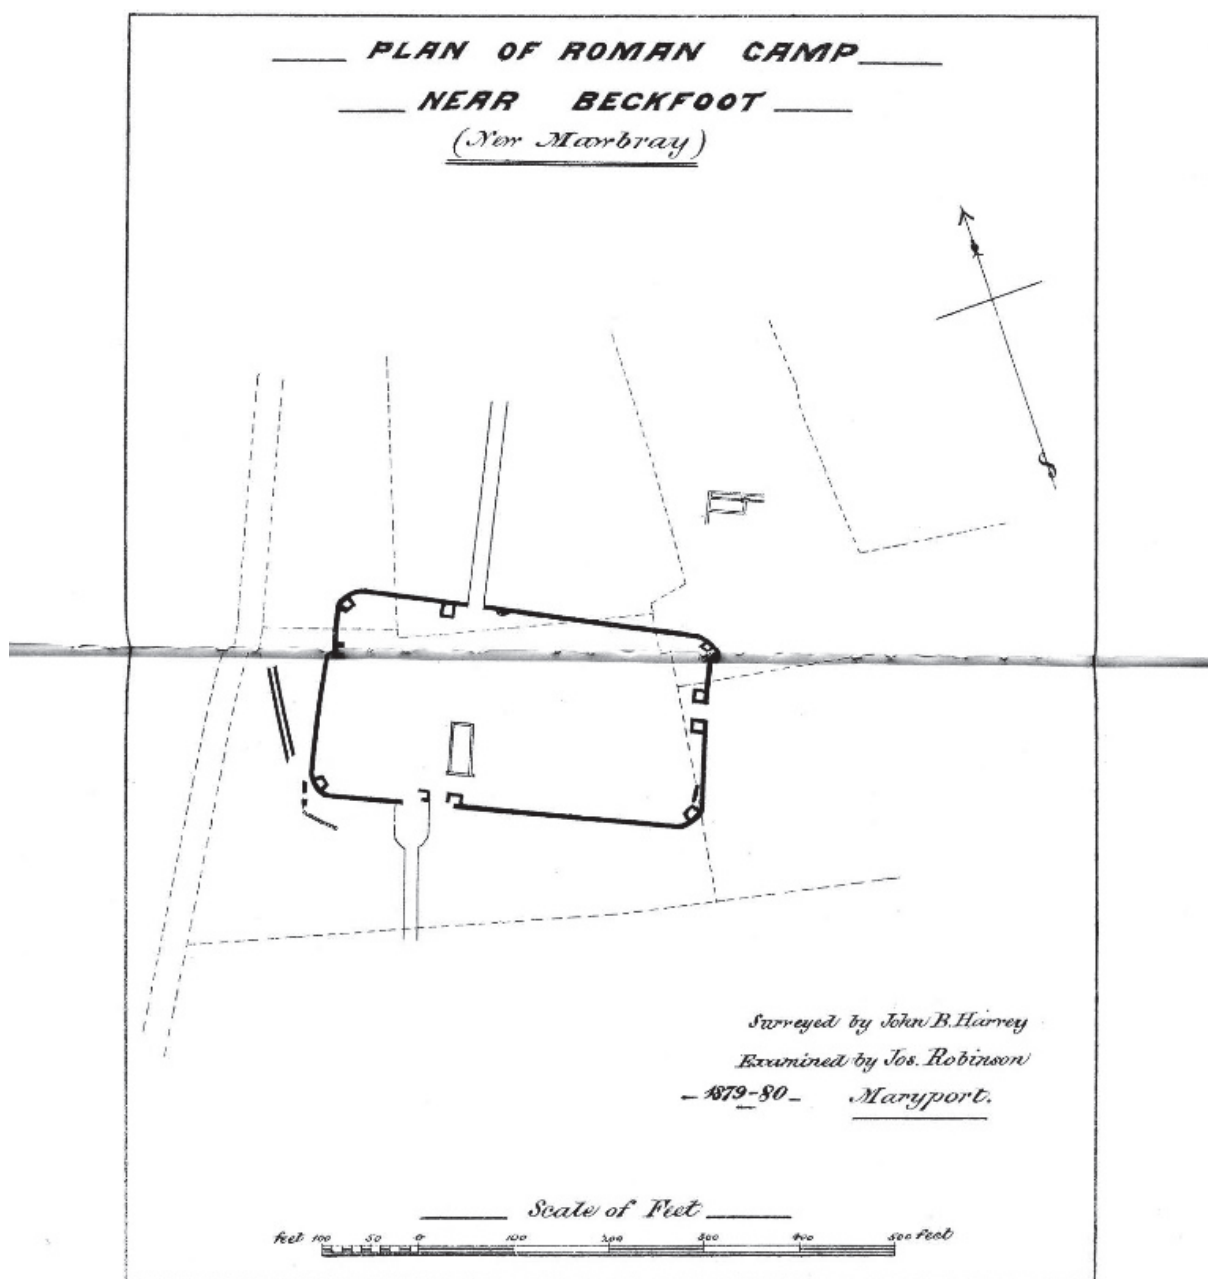 PLAN OF ROMAN CAMP
NEAR BECKFOOT
(New Mawbray)
S
Surveyed by John B. Harvey
Examined by Jos. Robinson
1879-80 Maryport.
Scale of Feet
feet 100 50 0 100 200 300 400 500 feet